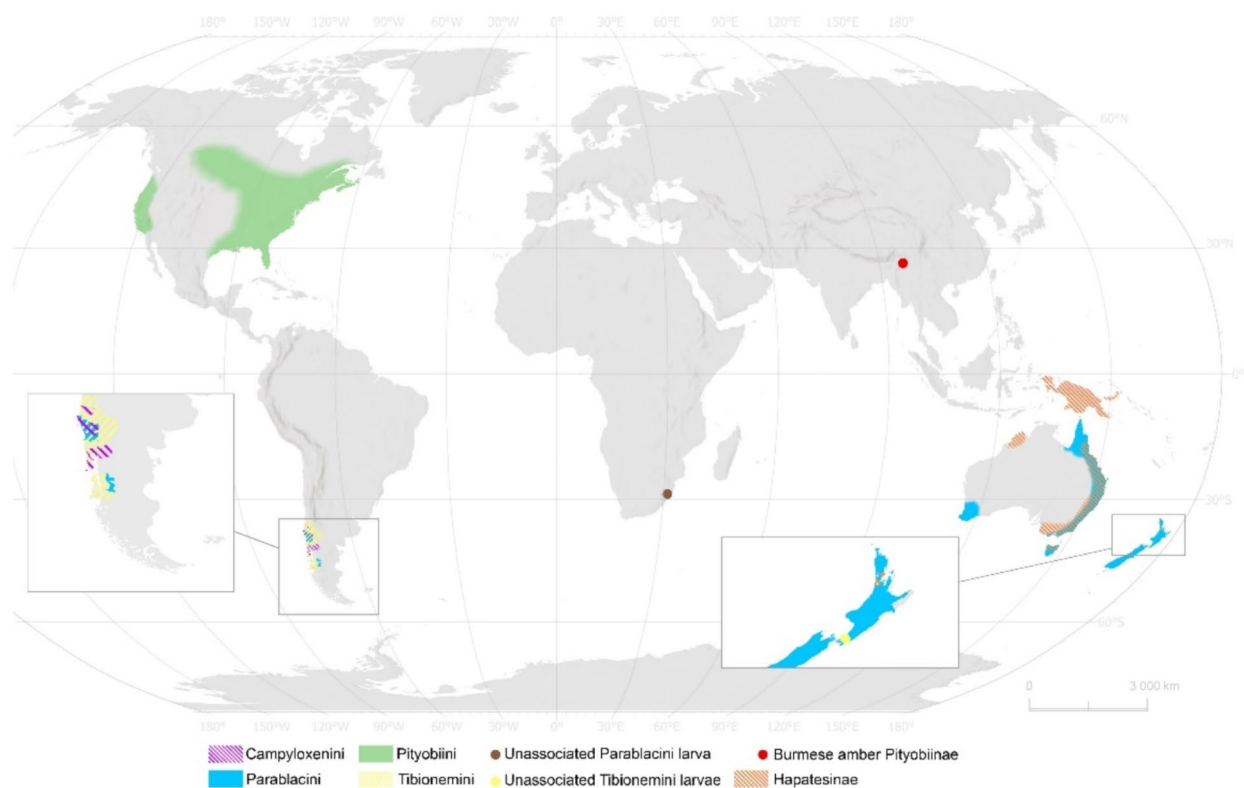 180° 150°W 120°W 90°W 60°W 30°W 0° 30°E 60°E 90°E 120°E 150°E 180°
60°N
30°N
0°
30°S
60°S
0 3 000 km
180° 150°W 120°W 90°W 60°W 30°W 0° 30°E 60°E 90°E 120°E 150°E 180°
Campyloxenini Pityobiini Unassociated Parablacini larva Burmese amber Pityobiinae
Parablacini Tibionemini Unassociated Tibionemini larvae Hapatesinae